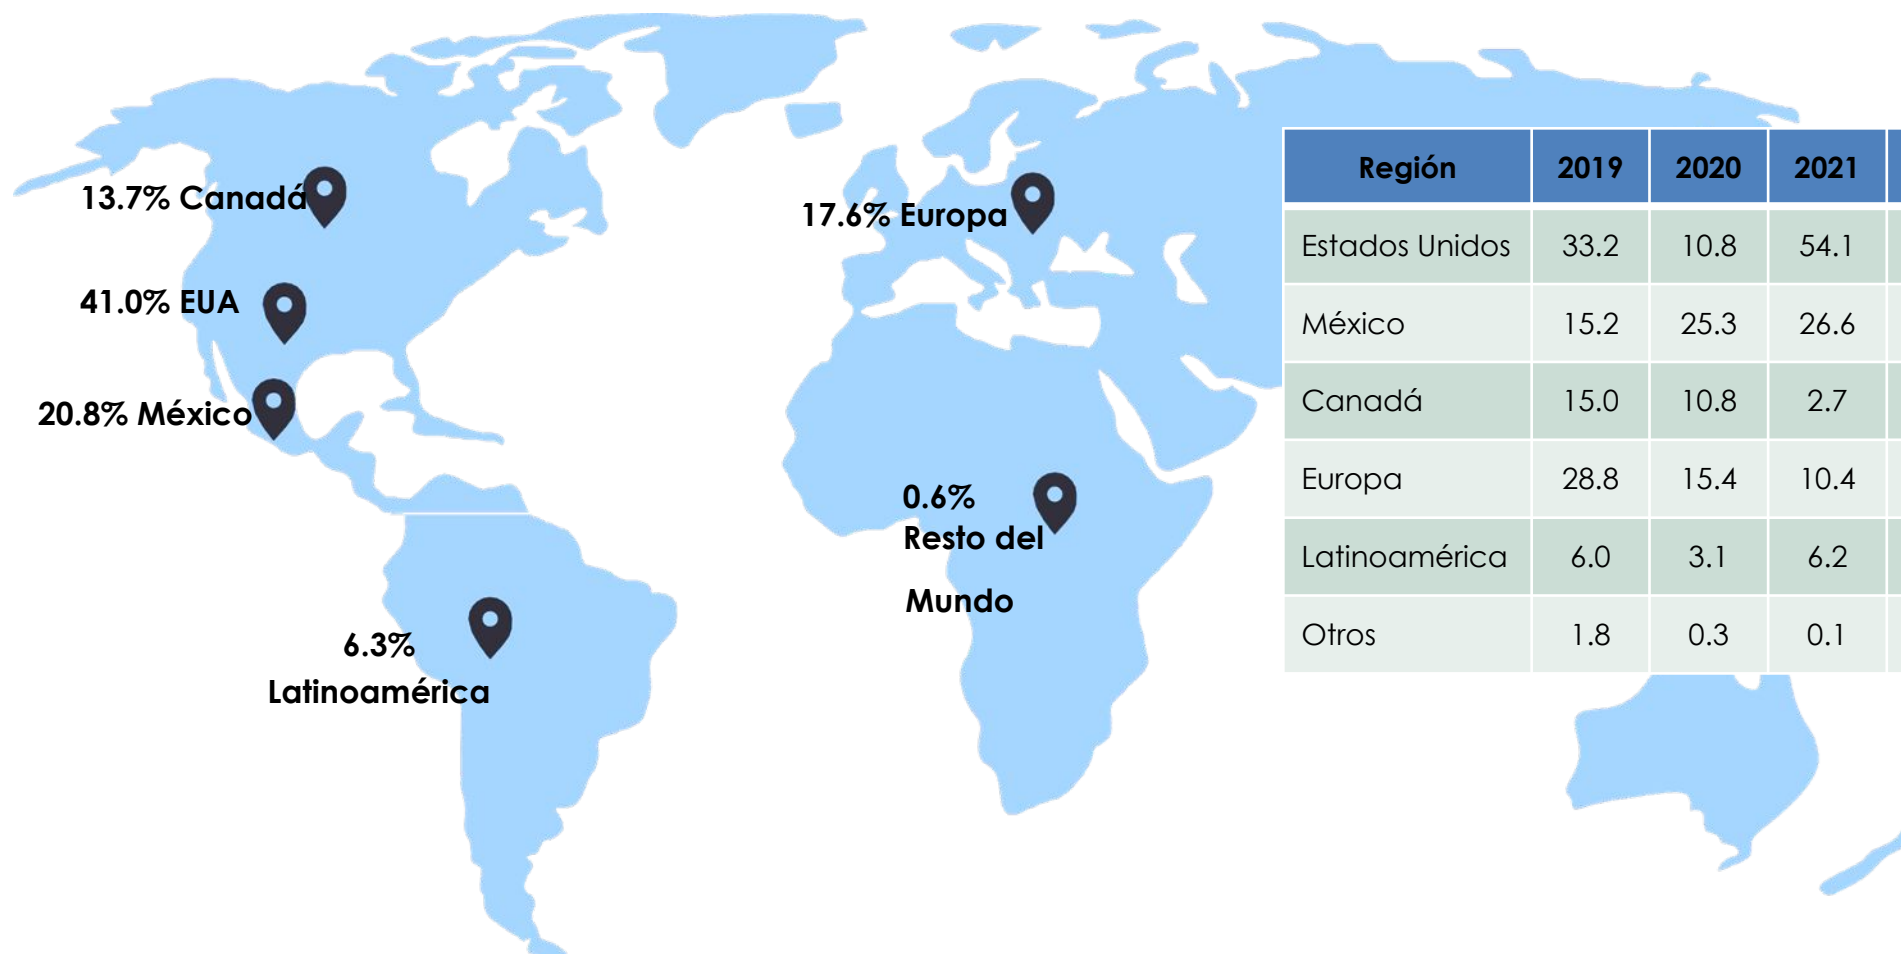 13.7% Canadá
41.0% EUA
20.8% México
6.3%
Latinoamérica
17.6% Europa
0.6%
Resto del
Mundo
Región 2019 2020 2021
Estados Unidos 33.2 10.8 54.1
México 15.2 25.3 26.6
Canadá 15.0 10.8 2.7
Europa 28.8 15.4 10.4
Latinoamérica 6.0 3.1 6.2
Otros 1.8 0.3 0.1